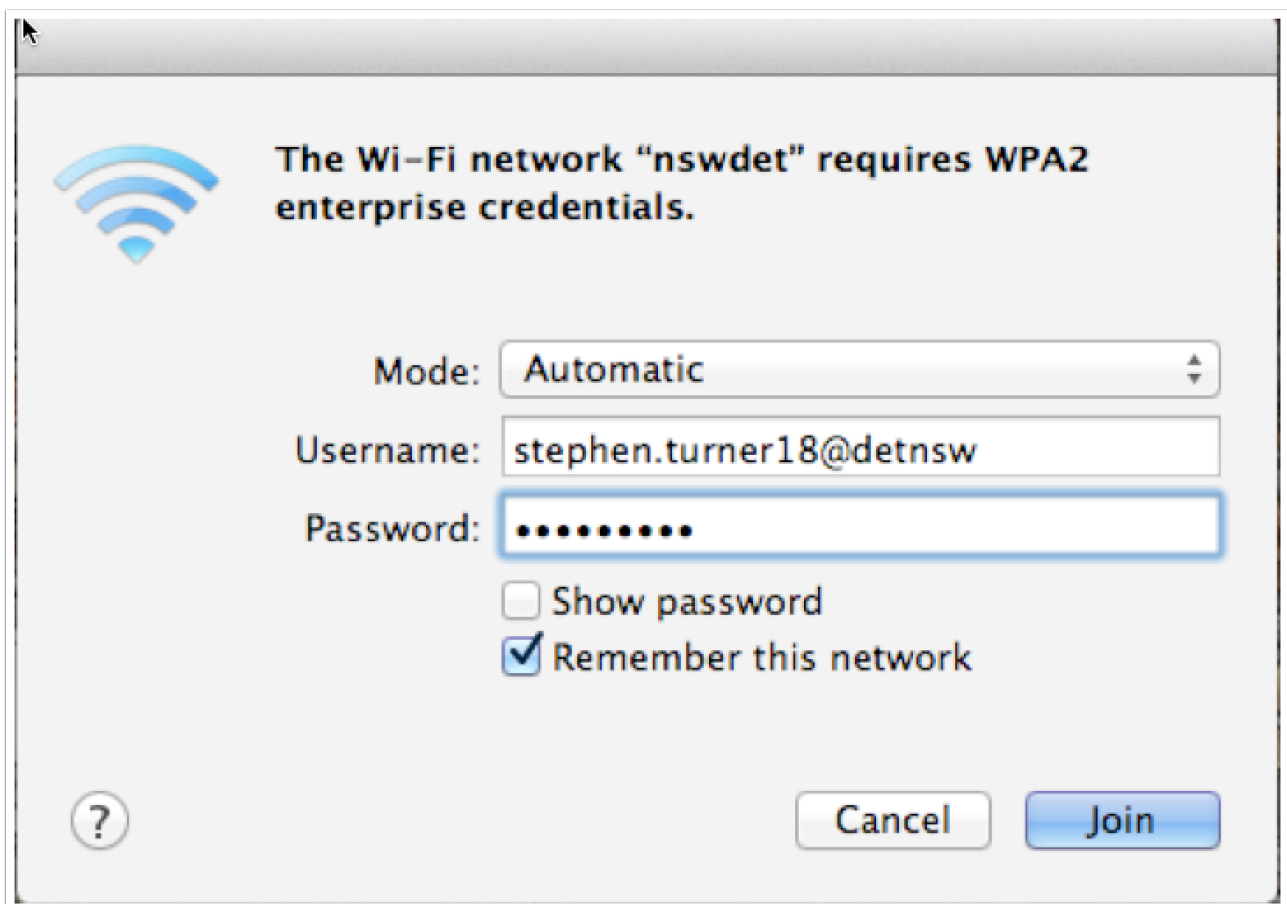 The Wi-Fi network “nswdet” requires WPA2
enterprise credentials.
Mode: Automatic
Username: stephen.turner18@detnsw
Password: •••••••••
Show password
Remember this network
? Cancel Join